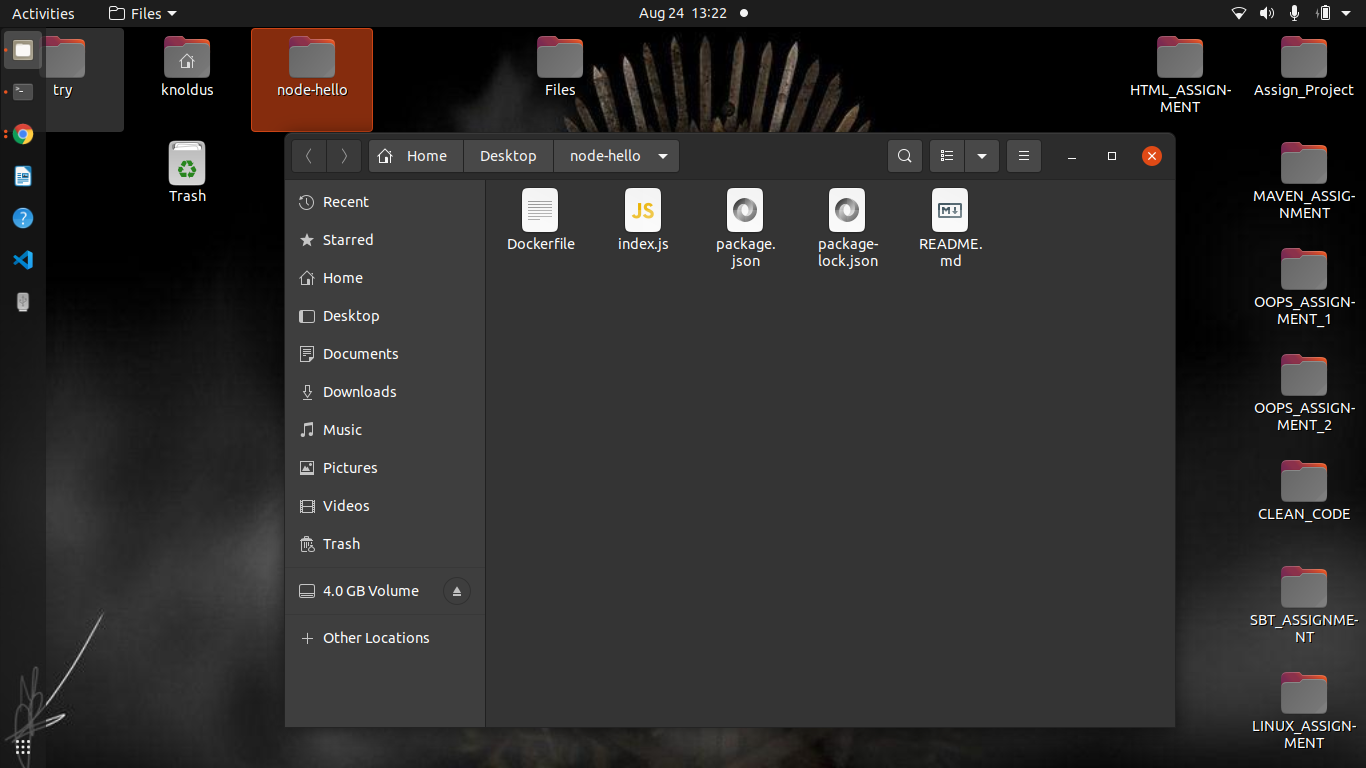 Activities
Files
Aug 24 13:22
try
knoldus
node-hello
Files
HTML_ASSIGN-
MENT
Assign_Project
Trash
MAVEN_ASSIG-
NMENT
OOPS_ASSIGN-
MENT_1
OOPS_ASSIGN-
MENT_2
CLEAN_CODE
SBT_ASSIGNME-
NT
LINUX_ASSIGN-
MENT
Home
Desktop
node-hello
Recent
Starred
Home
Desktop
Documents
Downloads
Music
Pictures
Videos
Trash
4.0 GB Volume
Other Locations
Dockerfile
JS
index.js
package.
json
package-
lock.json
M
README.
md